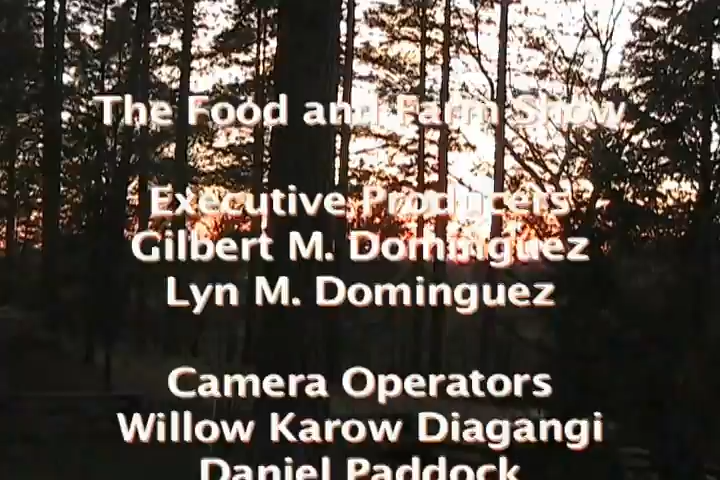 The Food and Farm Show
Executive Producers
Gilbert M. Dominguez
Lyn M. Dominguez
Camera Operators
Willow Karow Diagangi
Daniel Paddock